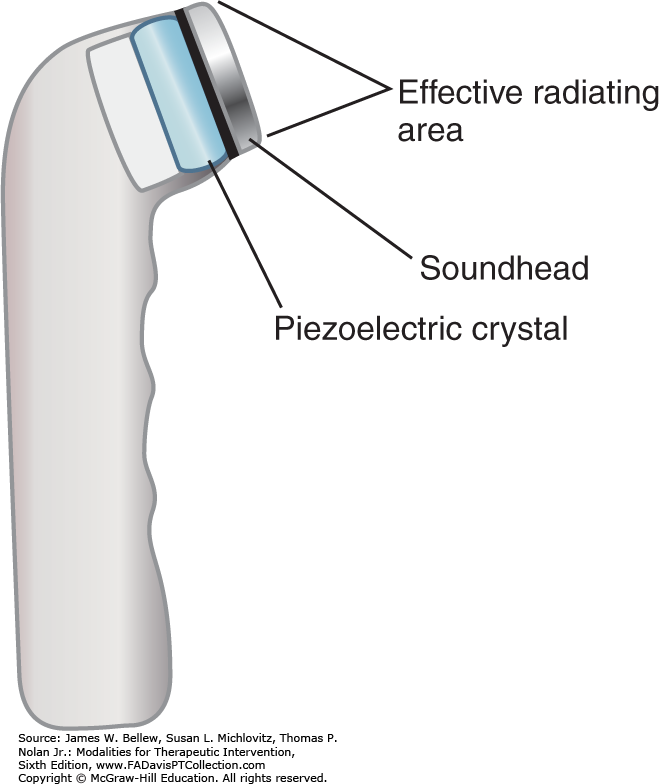 Effective radiating
area
Soundhead
Piezoelectric crystal
Source: James W. Bellew, Susan L. Michlovitz, Thomas P.
Nolan Jr.: Modalities for Therapeutic Intervention,
Sixth Edition, www.FADavisPTCollection.com
Copyright © McGraw-Hill Education. All rights reserved.